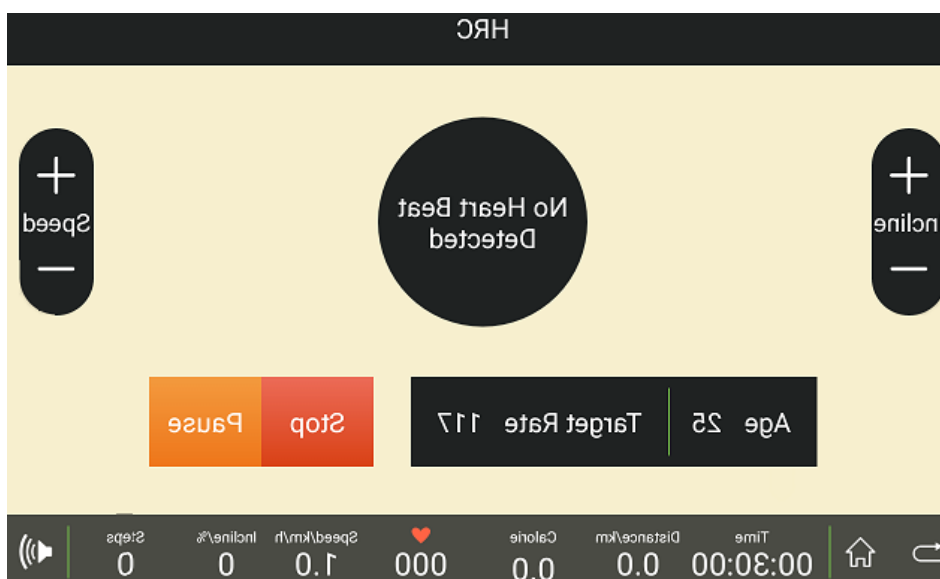 HRC
+
ncline
−
No Heart Beat
Detected
+
Speed
−
Age 25
Target Rate 117
Stop
Pause
Time
00:30:00
Distance/km
0.0
Calorie
0.0
000
Speed/km/h
1.0
Incline/%
0
Steps
0